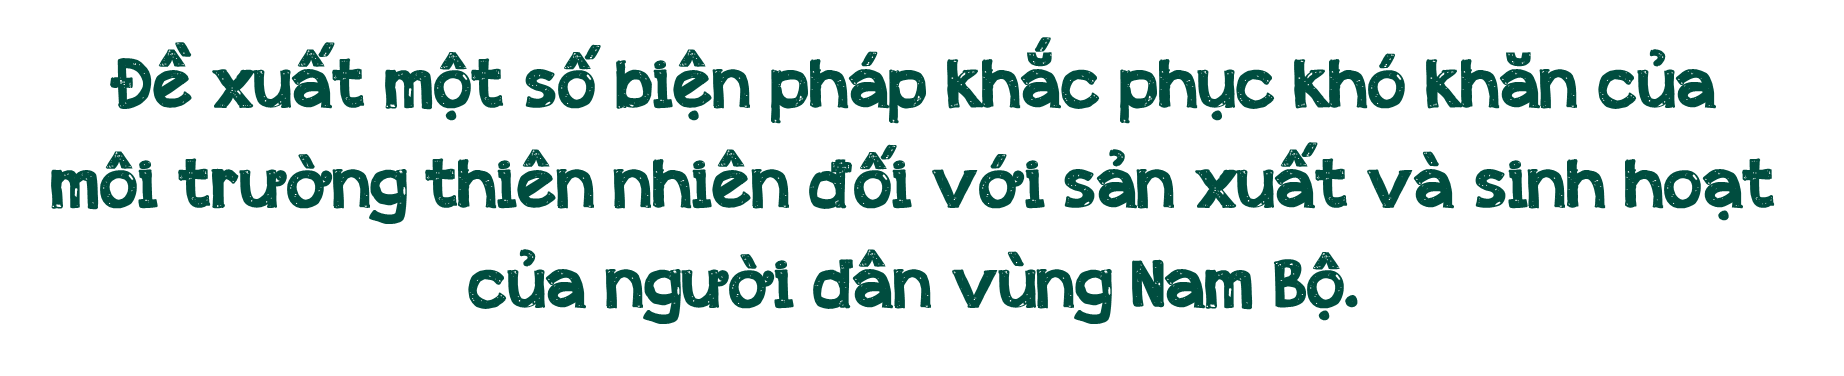 Đề xuất một số biện pháp khắc phục khó khăn của
môi trường thiên nhiên đối với sản xuất và sinh hoạt
của người dân vùng Nam Bộ.